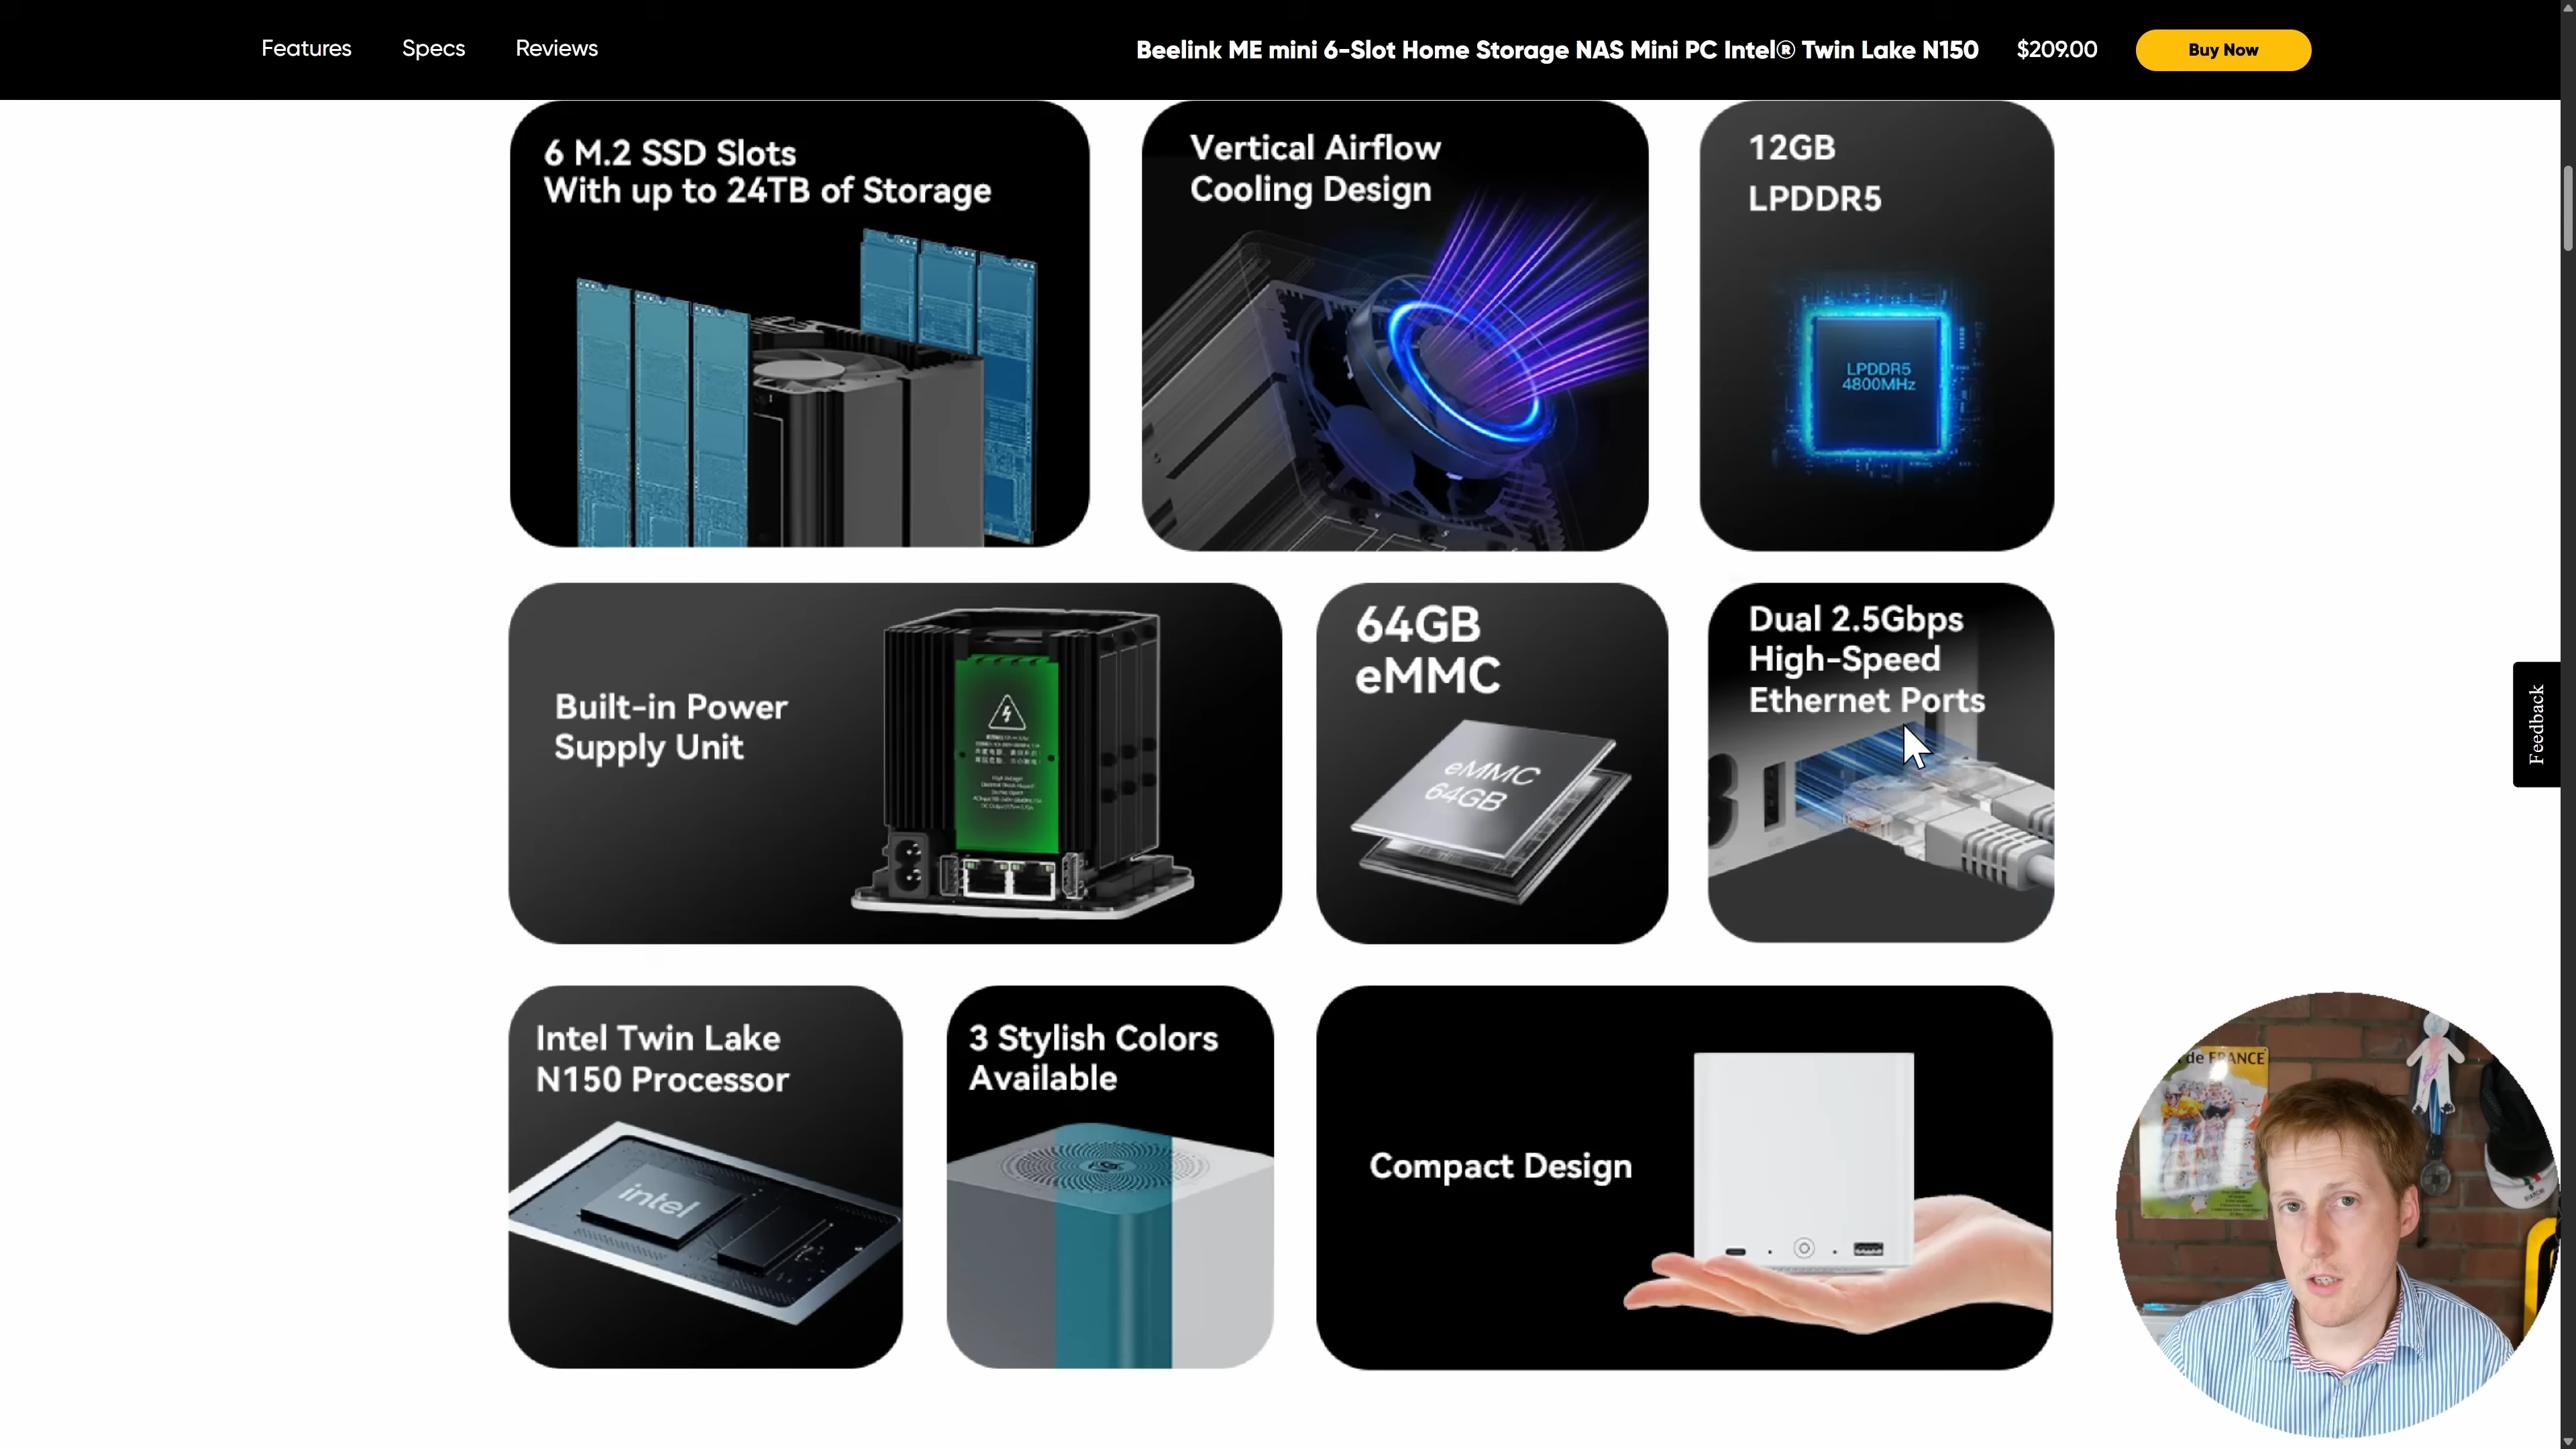 Features
Specs
Reviews
Beelink ME mini 6-Slot Home Storage NAS Mini PC Intel® Twin Lake N150
$209.00
Buy Now
6 M.2 SSD Slots
With up to 24TB of Storage
Vertical Airflow
Cooling Design
12GB
LPDDR5
LPDDR5
4800MHz
Built-in Power
Supply Unit
64GB
eMMC
eMMC
64GB
Dual 2.5Gbps
High-Speed
Ethernet Ports
Feedback
Intel Twin Lake
N150 Processor
intel
3 Stylish Colors
Available
Compact Design
de FRANCE